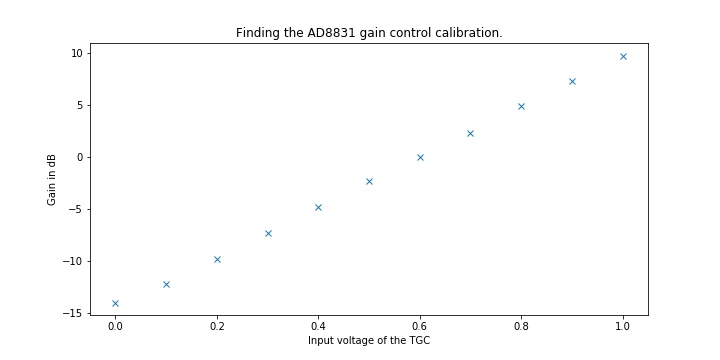 Finding the AD8831 gain control calibration.
10
5
0
−5
−10
−15
Gain in dB
0.0 0.2 0.4 0.6 0.8 1.0
Input voltage of the TGC